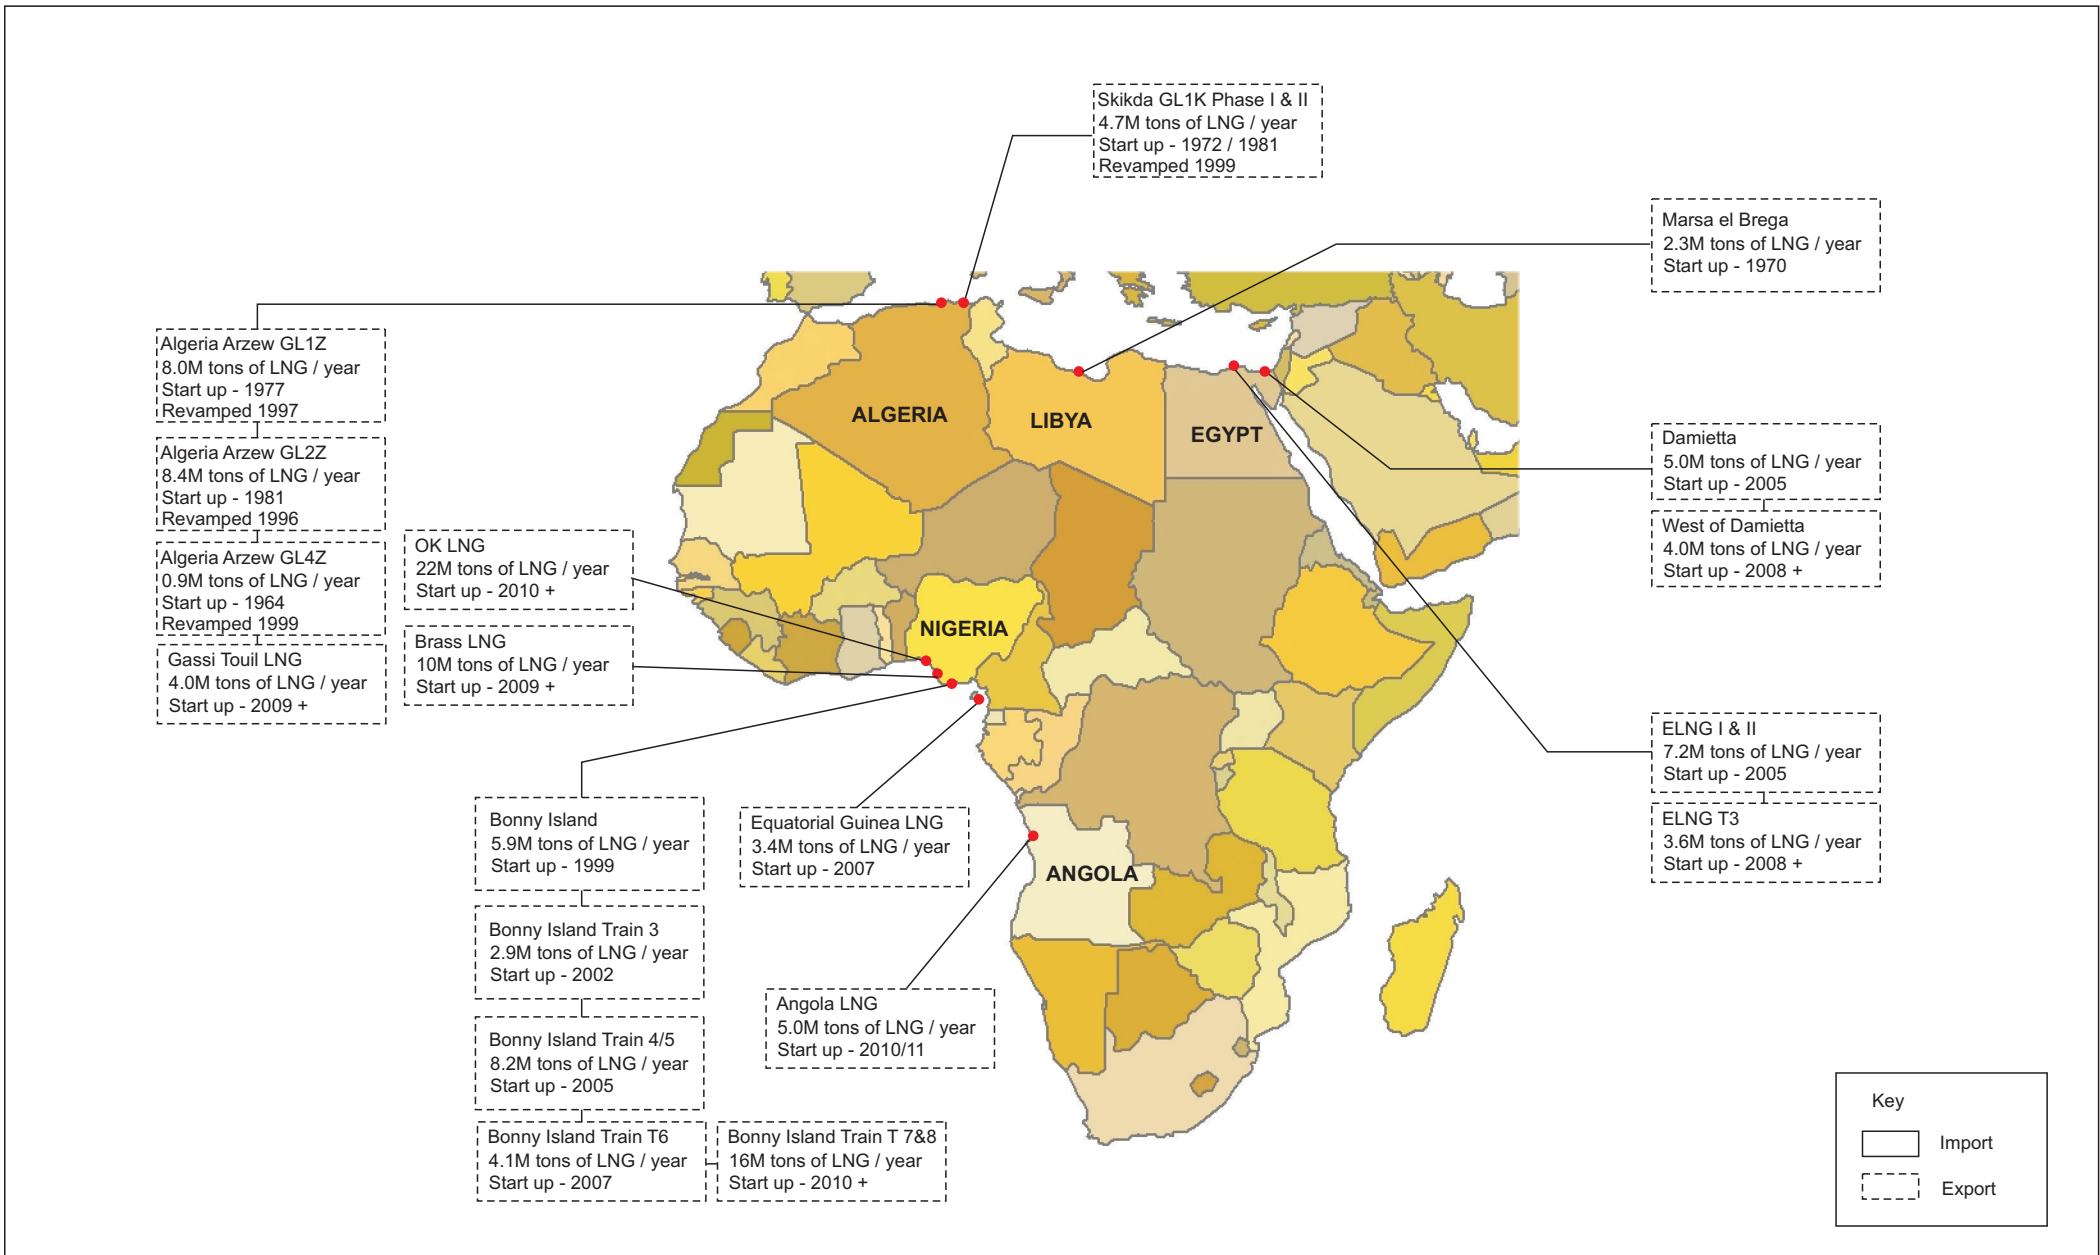 Skikda GL1K Phase I & II
4.7M tons of LNG / year
Start up - 1972 / 1981
Revamped 1999
Marsa el Brega
2.3M tons of LNG / year
Start up - 1970
Algeria Arzew GL1Z
8.0M tons of LNG / year
Start up - 1977
Revamped 1997
Algeria Arzew GL2Z
8.4M tons of LNG / year
Start up - 1981
Revamped 1996
Algeria Arzew GL4Z
0.9M tons of LNG / year
Start up - 1964
Revamped 1999
Gassi Touil LNG
4.0M tons of LNG / year
Start up - 2009 +
OK LNG
22M tons of LNG / year
Start up - 2010 +
Brass LNG
10M tons of LNG / year
Start up - 2009 +
ALGERIA
LIBYA
EGYPT
NIGERIA
ANGOLA
Damietta
5.0M tons of LNG / year
Start up - 2005
West of Damietta
4.0M tons of LNG / year
Start up - 2008 +
ELNG I & II
7.2M tons of LNG / year
Start up - 2005
ELNG T3
3.6M tons of LNG / year
Start up - 2008 +
Bonny Island
5.9M tons of LNG / year
Start up - 1999
Bonny Island Train 3
2.9M tons of LNG / year
Start up - 2002
Bonny Island Train 4/5
8.2M tons of LNG / year
Start up - 2005
Bonny Island Train T6
4.1M tons of LNG / year
Start up - 2007
Bonny Island Train T 7&8
16M tons of LNG / year
Start up - 2010 +
Equatorial Guinea LNG
3.4M tons of LNG / year
Start up - 2007
Angola LNG
5.0M tons of LNG / year
Start up - 2010/11
Key
Import
Export